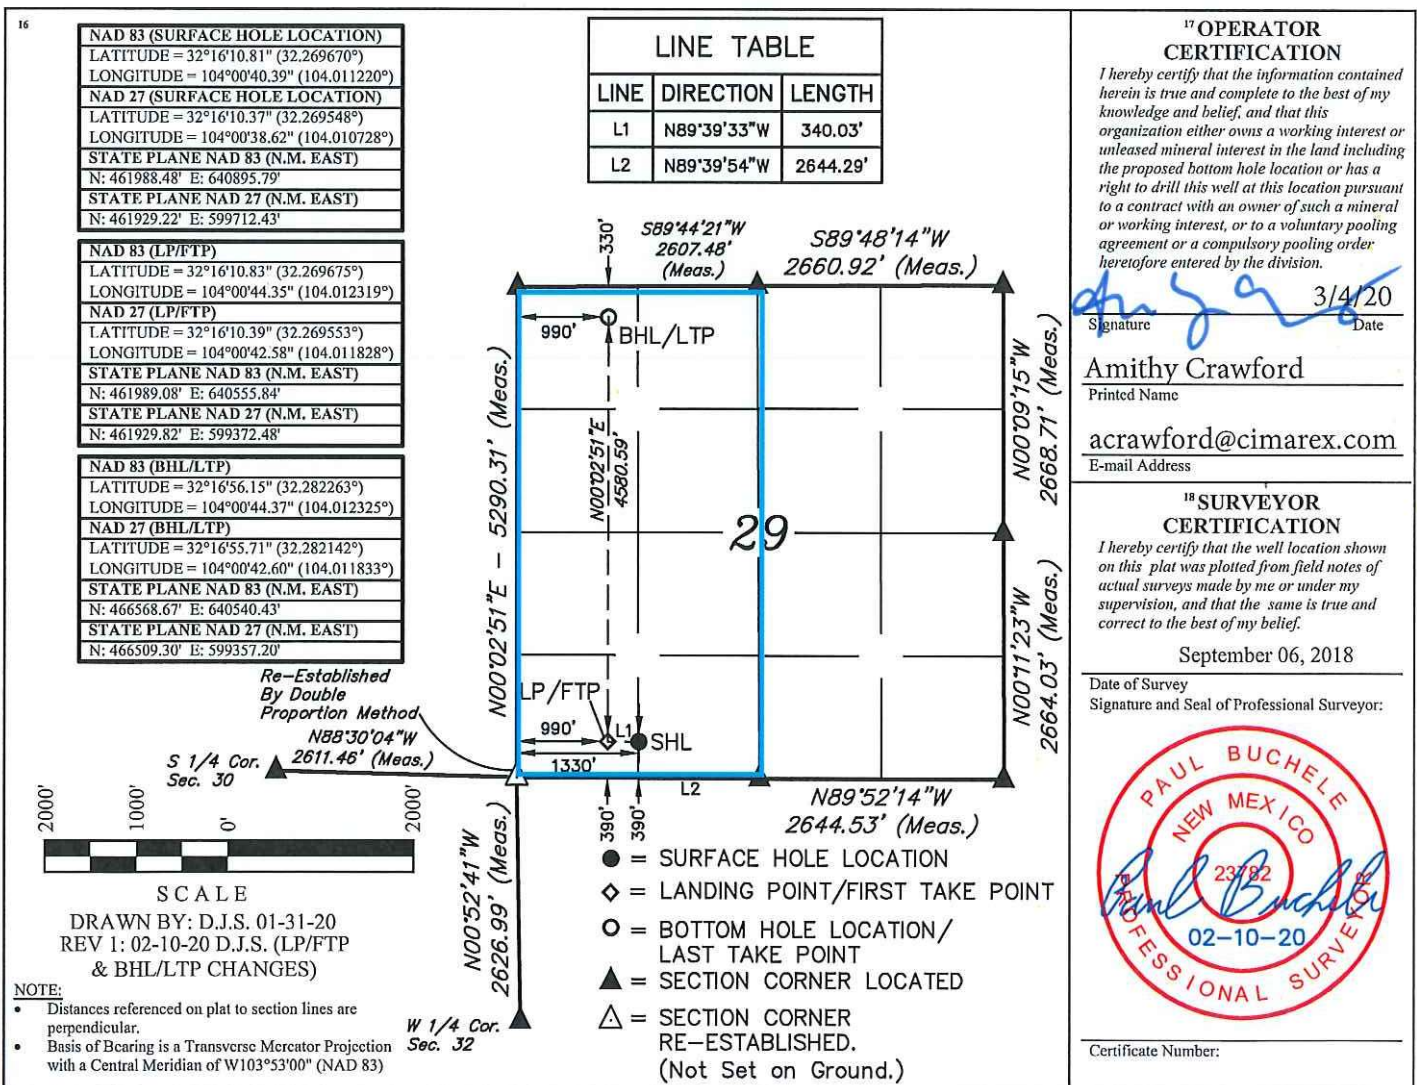 16
NAD 83 (SURFACE HOLE LOCATION)
LATITUDE = 32°16'10.81" (32.269670°)
LONGITUDE = 104°00'40.39" (104.011220°)
NAD 27 (SURFACE HOLE LOCATION)
LATITUDE = 32°16'10.37" (32.269548°)
LONGITUDE = 104°00'38.62" (104.010728°)
STATE PLANE NAD 83 (N.M. EAST)
N: 461988.48' E: 640895.79'
STATE PLANE NAD 27 (N.M. EAST)
N: 461929.22' E: 599712.43'
NAD 83 (LP/FTP)
LATITUDE = 32°16'10.83" (32.269675°)
LONGITUDE = 104°00'44.35" (104.012319°)
NAD 27 (LP/FTP)
LATITUDE = 32°16'10.39" (32.269553°)
LONGITUDE = 104°00'42.58" (104.011828°)
STATE PLANE NAD 83 (N.M. EAST)
N: 461989.08' E: 640555.84'
STATE PLANE NAD 27 (N.M. EAST)
N: 461929.82' E: 599372.48'
NAD 83 (BHL/LTP)
LATITUDE = 32°16'56.15" (32.282263°)
LONGITUDE = 104°00'44.37" (104.012325°)
NAD 27 (BHL/LTP)
LATITUDE = 32°16'55.71" (32.282142°)
LONGITUDE = 104°00'42.60" (104.011833°)
STATE PLANE NAD 83 (N.M. EAST)
N: 466568.67' E: 640540.43'
STATE PLANE NAD 27 (N.M. EAST)
N: 466509.30' E: 599357.20'
LINE TABLE
LINE DIRECTION LENGTH
L1 N89°39'33"W 340.03'
L2 N89°39'54"W 2644.29'
330'
S89°44'21"W
2607.48'
(Meas.)
S89°48'14"W
2660.92' (Meas.)
990'
BHL/LTP
N00°02'51"E - 5290.31' (Meas.)
N00°02'51"E
4580.59'
N00°09'15"W
2668.71' (Meas.)
29
N00°11'23"W
2664.03' (Meas.)
LP/FTP
990'
L1
SHL
1330'
L2
390'
390'
N89°52'14"W
2644.53' (Meas.)
Re-Established
By Double
Proportion Method
N88°30'04"W
2611.46' (Meas.)
S 1/4 Cor.
Sec. 30
N00°52'41"W
2626.99' (Meas.)
W 1/4 Cor.
Sec. 32
2000'
1000'
0'
2000'
SCALE
DRAWN BY: D.J.S. 01-31-20
REV 1: 02-10-20 D.J.S. (LP/FTP
& BHL/LTP CHANGES)
NOTE:
• Distances referenced on plat to section lines are
perpendicular.
• Basis of Bearing is a Transverse Mercator Projection
with a Central Meridian of W103°53'00" (NAD 83)
= SURFACE HOLE LOCATION
= LANDING POINT/FIRST TAKE POINT
= BOTTOM HOLE LOCATION/
LAST TAKE POINT
= SECTION CORNER LOCATED
= SECTION CORNER
RE-ESTABLISHED.
(Not Set on Ground.)
17 OPERATOR
CERTIFICATION
I hereby certify that the information contained
herein is true and complete to the best of my
knowledge and belief, and that this
organization either owns a working interest or
unleased mineral interest in the land including
the proposed bottom hole location or has a
right to drill this well at this location pursuant
to a contract with an owner of such a mineral
or working interest, or to a voluntary pooling
agreement or a compulsory pooling order
heretofore entered by the division.
3/4/20
Signature Date
Amithy Crawford
Printed Name
acrawford@cimarex.com
E-mail Address
18 SURVEYOR
CERTIFICATION
I hereby certify that the well location shown
on this plat was plotted from field notes of
actual surveys made by me or under my
supervision, and that the same is true and
correct to the best of my belief.
September 06, 2018
Date of Survey
Signature and Seal of Professional Surveyor:
PAUL BUCHELE
NEW MEXICO
23782
Paul Buchele
02-10-20
PROFESSIONAL SURVEYOR
Certificate Number: